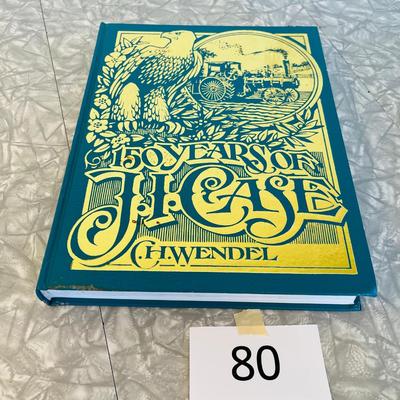 150 YEARS OF
J.I. CASE
C.H. WENDEL
80